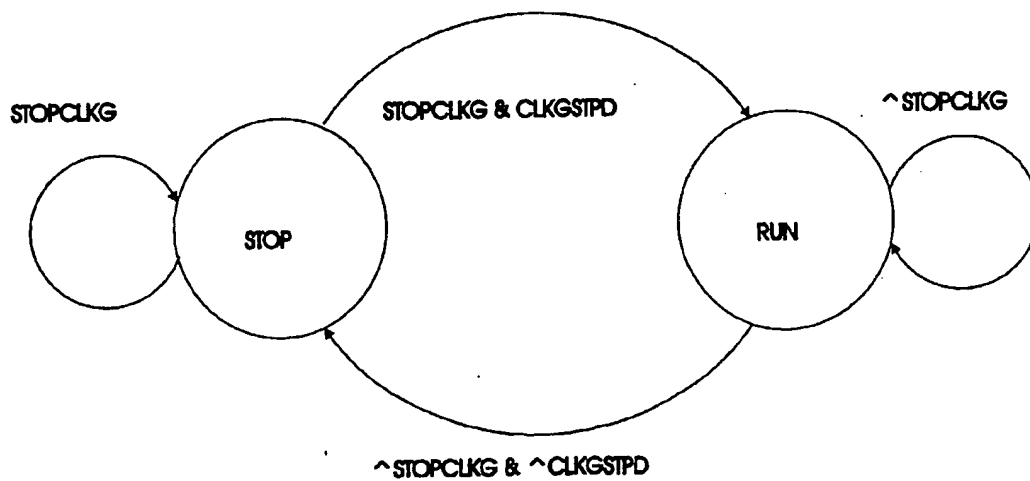 STOPCLKG
STOPCLKG & CLKGSTPD
^STOPCLKG
STOP
RUN
^STOPCLKG & ^CLKGSTPD